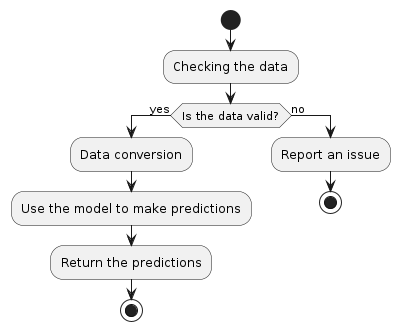 Checking the data
yes
Is the data valid?
no
Data conversion
Report an issue
Use the model to make predictions
Return the predictions